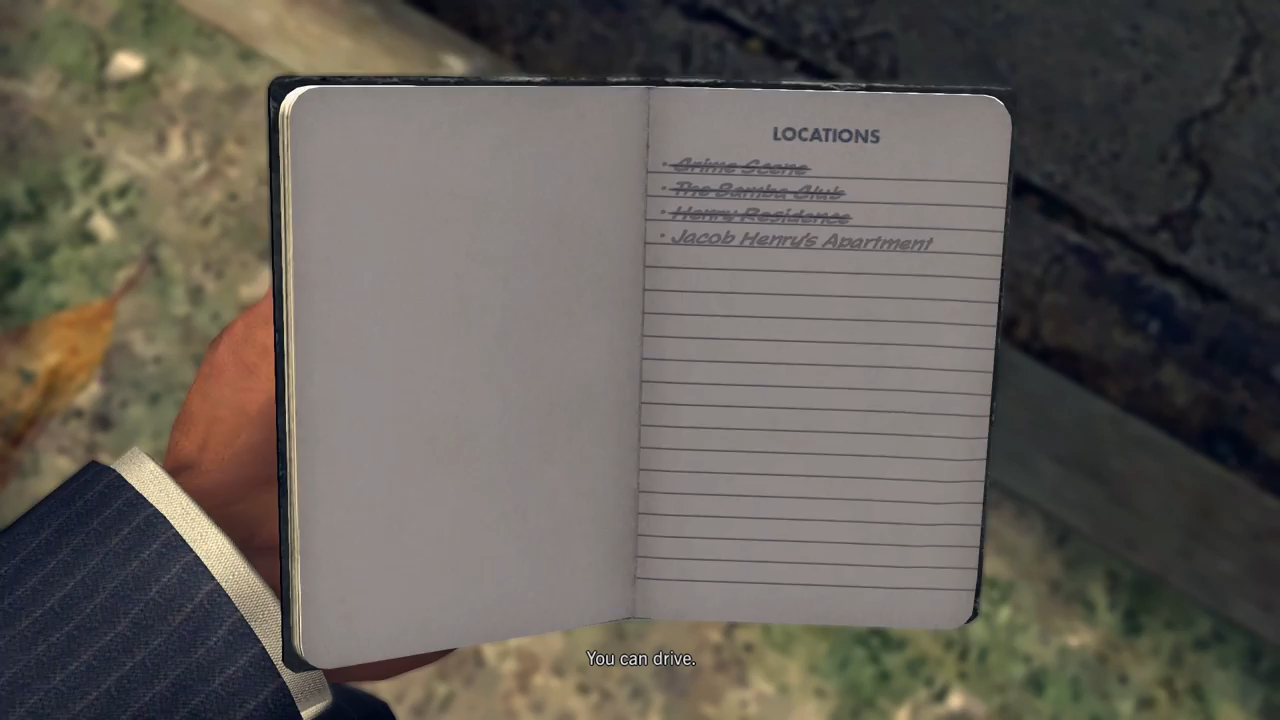 LOCATIONS
· Crime Scene
· The Bamba Club
· Henry Residence
· Jacob Henry's Apartment
You can drive.